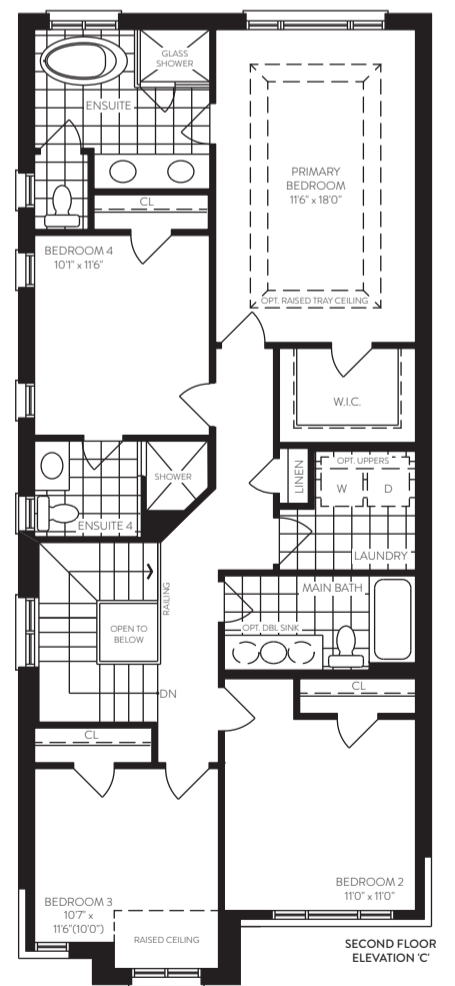 GLASS
SHOWER
ENSUITE
PRIMARY
BEDROOM
11'6" x 18'0"
CL
BEDROOM 4
10'1" x 11'6"
OPT. RAISED TRAY CEILING
W.I.C.
SHOWER
LINEN
OPT. UPPERS
W
D
ENSUITE 4
LAUNDRY
RAILING
MAIN BATH
OPEN TO
BELOW
OPT. DBL SINK
DN
CL
CL
BEDROOM 2
11'0" x 11'0"
BEDROOM 3
10'7" x
11'6"(10'0")
RAISED CEILING
SECOND FLOOR
ELEVATION 'C'